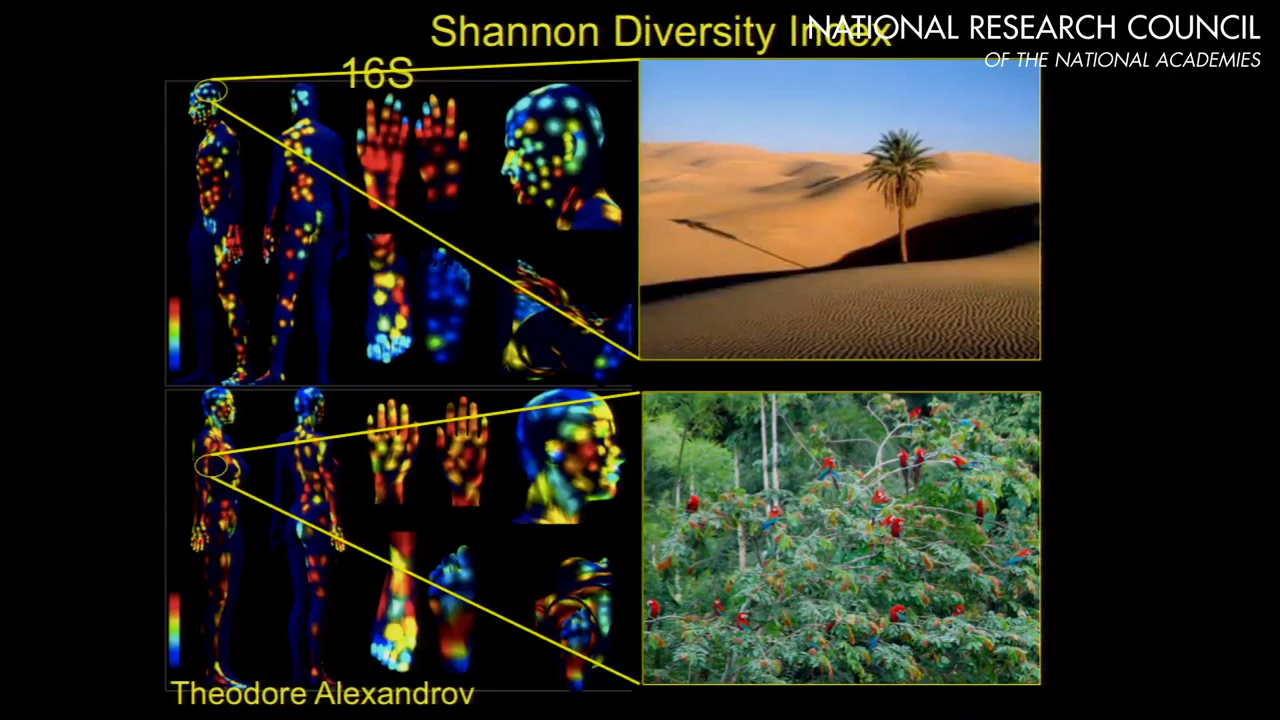 Shannon Diversity Index
NATIONAL RESEARCH COUNCIL
OF THE NATIONAL ACADEMIES
16S
Theodore Alexandrov